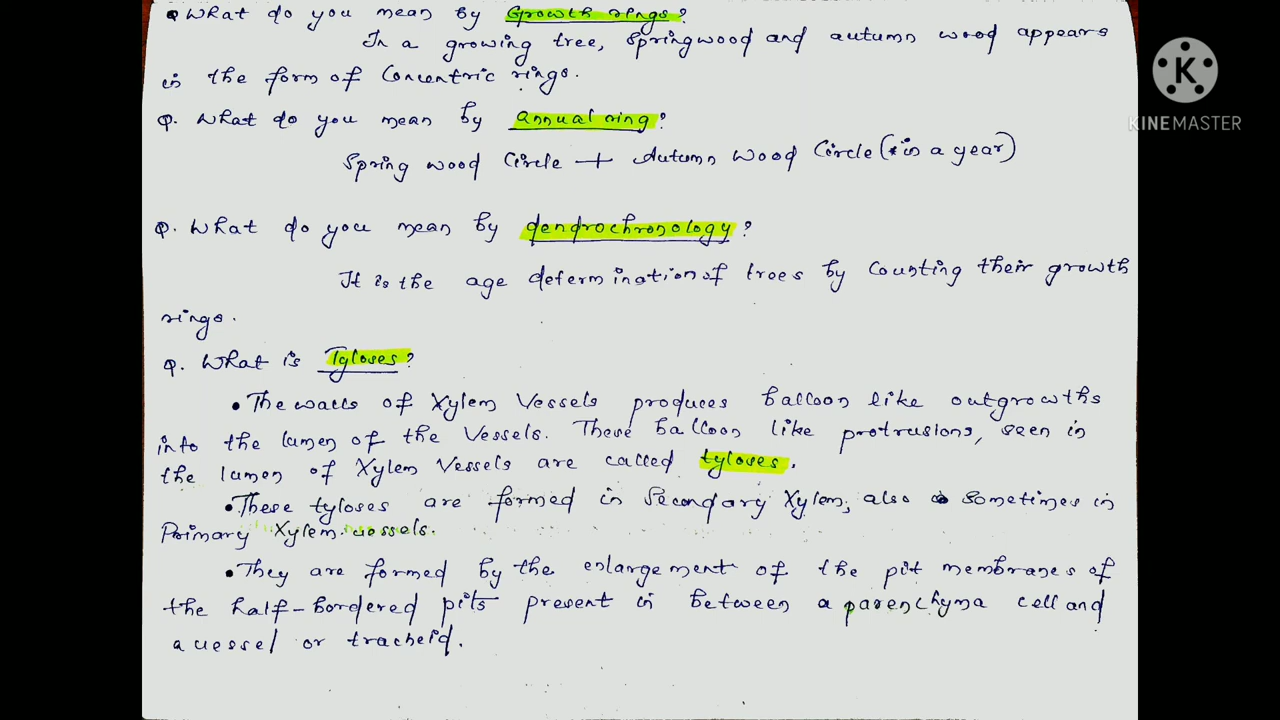 Q What do you mean by Growth rings?
In a growing tree, Springwood and autumn wood appears
in the form of Concentric rings.
Q. What do you mean by annual ring?
Spring wood Circle + Autumn wood Circle (in a year)
Q. What do you mean by dendrochronology?
It is the age determination of trees by Counting their growth
rings.
Q. What is Tyloses?
• The walls of Xylem Vessels produces balloon like outgrowths
into the lumen of the Vessels. These balloon like protrusions, seen in
the lumen of Xylem Vessels are called tyloses.
• These tyloses are formed in Secondary Xylem, also sometimes in
Primary Xylem vessels.
• They are formed by the enlargement of the pit membranes of
the half-bordered pits present in between a parenchyma cell and
a vessel or tracheid.
K
KINEMASTER